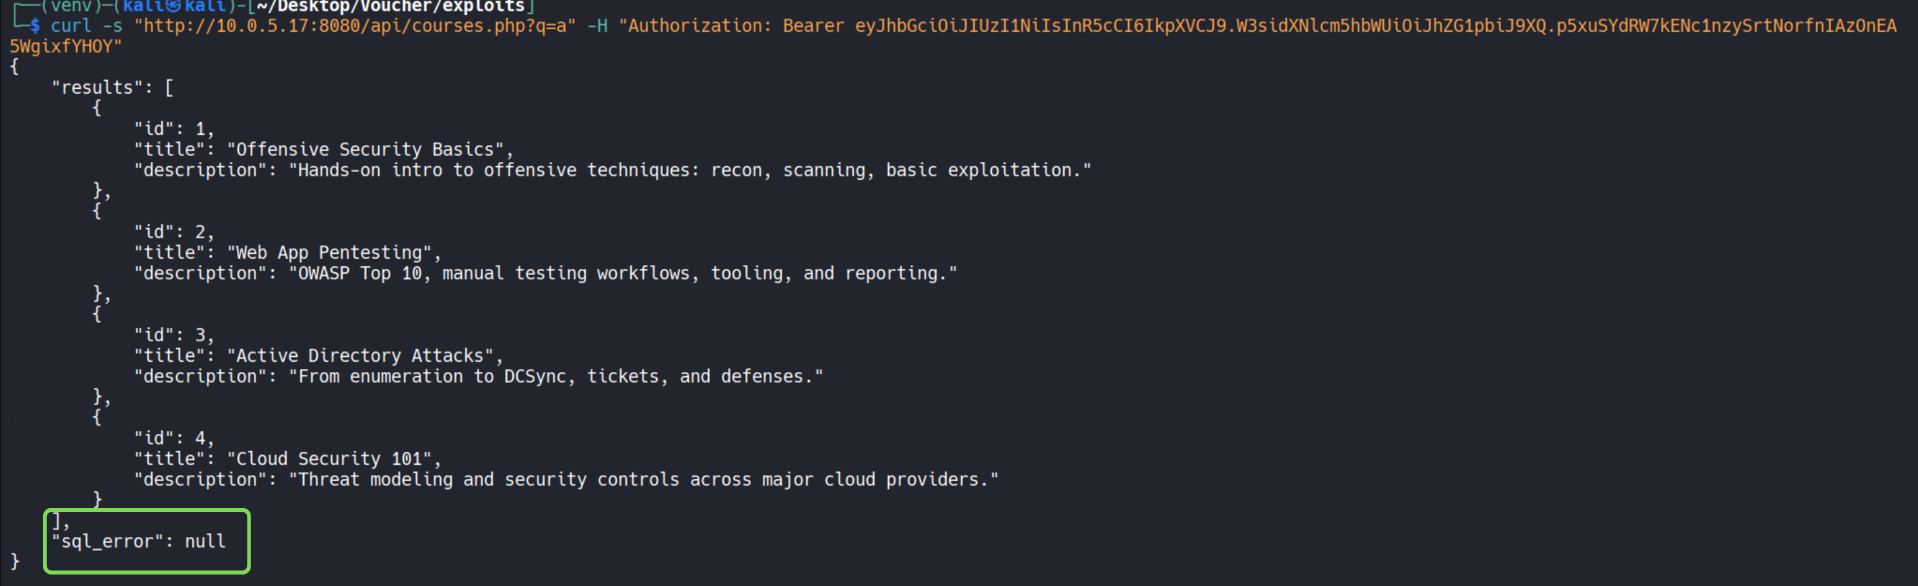 ┌──(venv)─(kali㉿kali)-[~/Desktop/Voucher/exploits]
└─$ curl -s "http://10.0.5.17:8080/api/courses.php?q=a" -H "Authorization: Bearer eyJhbGciOiJIUzI1NiIsInR5cCI6IkpXVCJ9.W3sidXNlcm5hbWUiOiJhZG1pbiJ9XQ.p5xuSYdRW7kENc1nzySrtNorfnIAzOnEA
5WgixfYHOY"
{
    "results": [
        {
            "id": 1,
            "title": "Offensive Security Basics",
            "description": "Hands-on intro to offensive techniques: recon, scanning, basic exploitation."
        },
        {
            "id": 2,
            "title": "Web App Pentesting",
            "description": "OWASP Top 10, manual testing workflows, tooling, and reporting."
        },
        {
            "id": 3,
            "title": "Active Directory Attacks",
            "description": "From enumeration to DCSync, tickets, and defenses."
        },
        {
            "id": 4,
            "title": "Cloud Security 101",
            "description": "Threat modeling and security controls across major cloud providers."
        }
    ],
    "sql_error": null
}